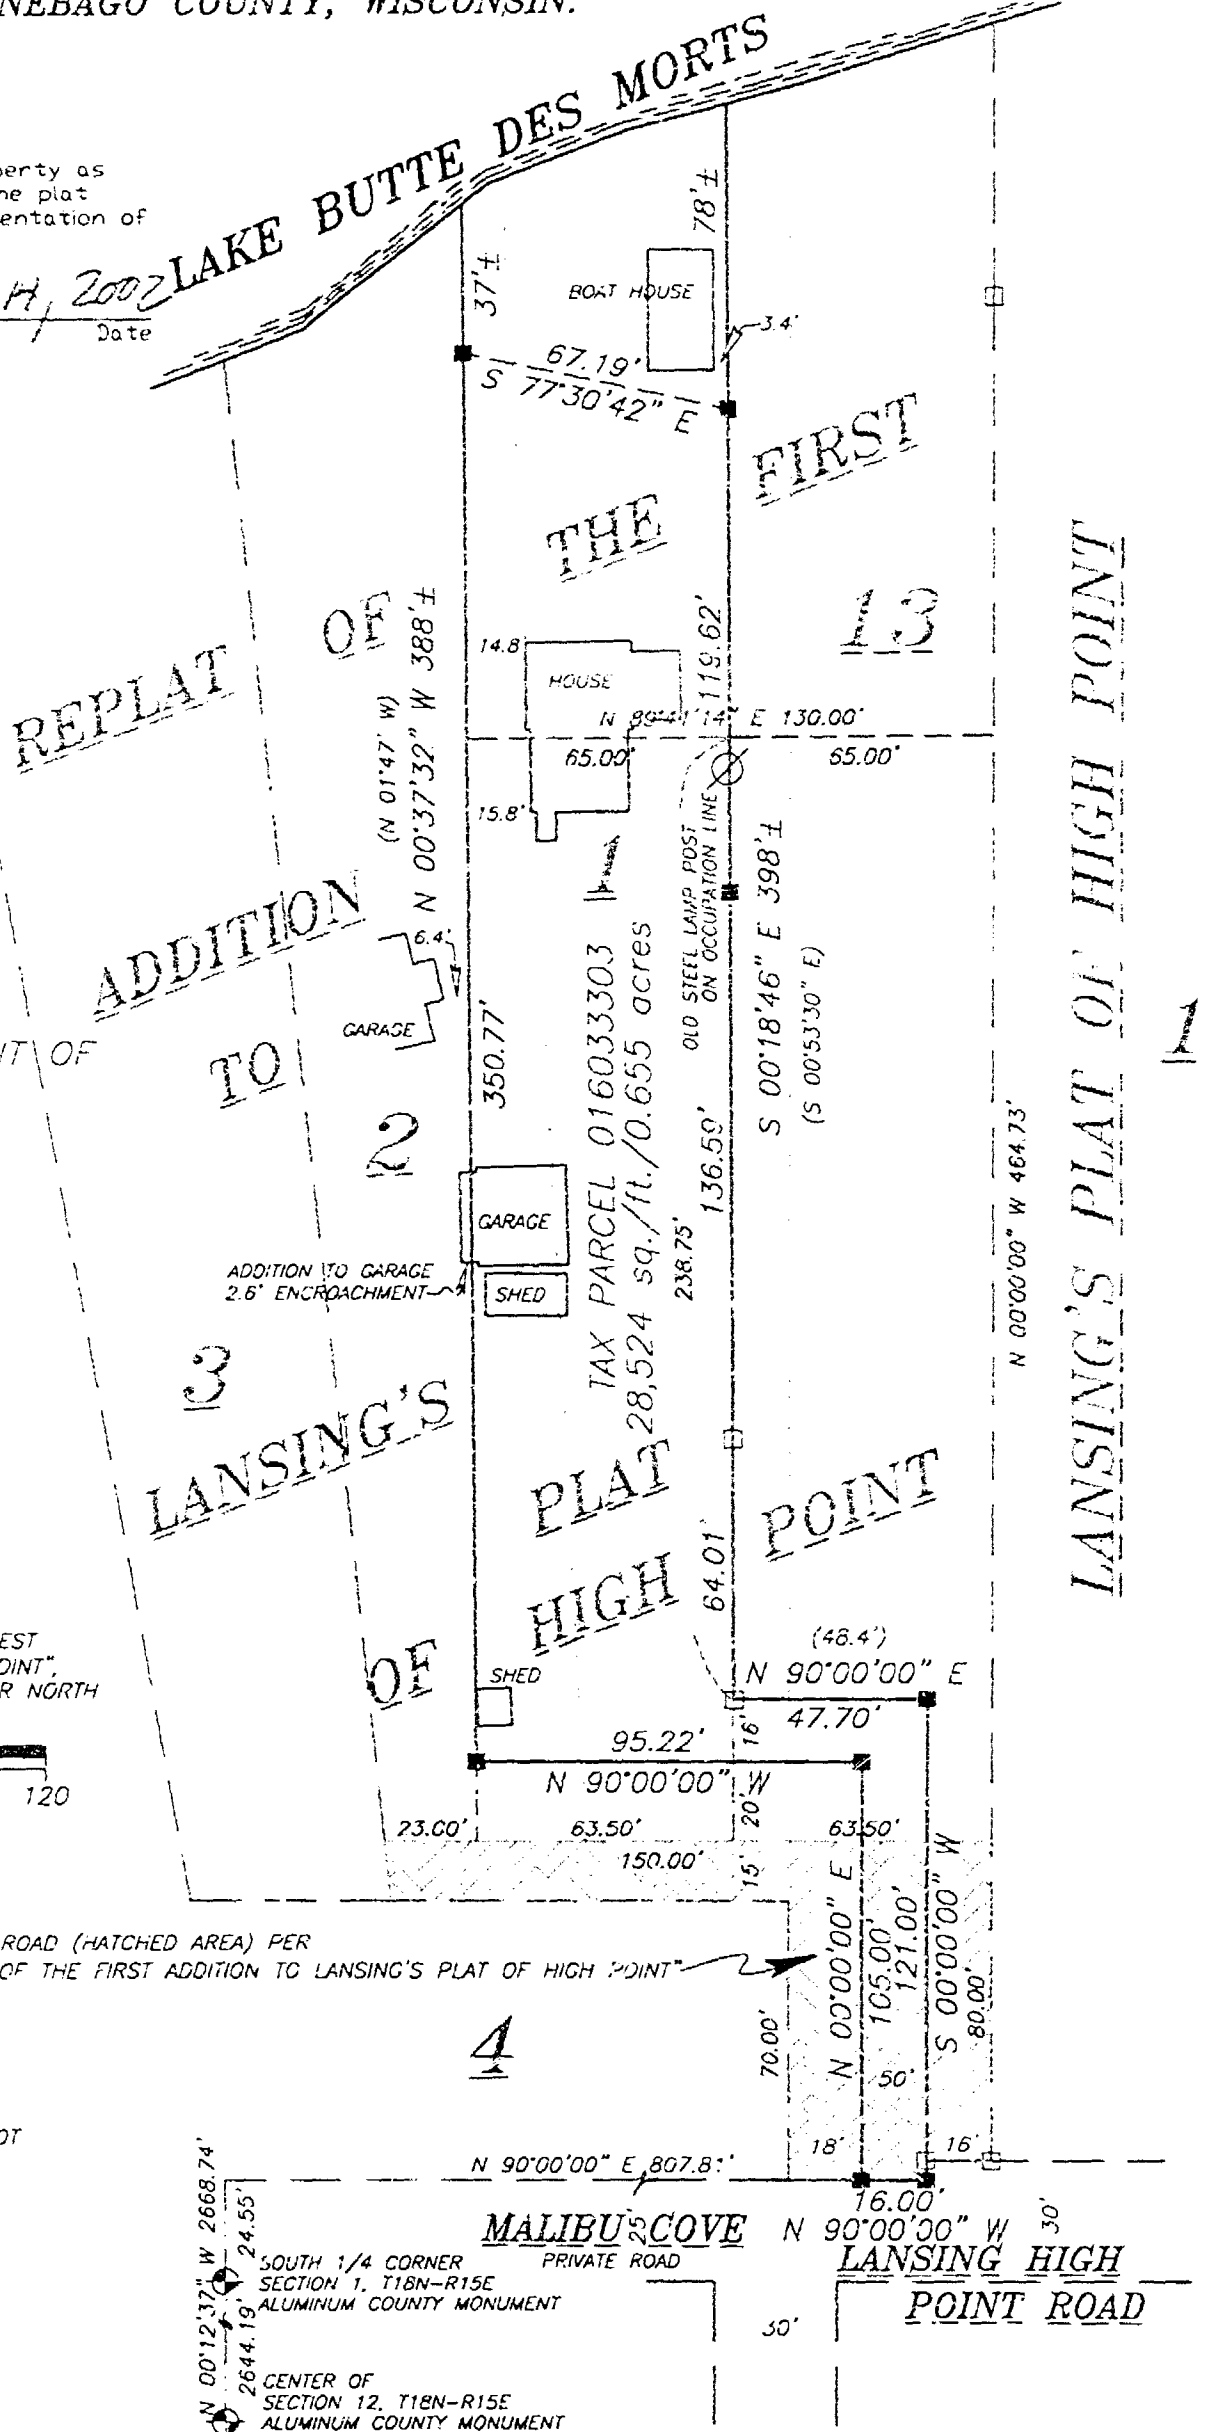 NEBAGO COUNTY, WISCONSIN.
LAKE BUTTE DES MORTS
perty as
ne plat
entation of
H, 2002
Date
37'±
78'±
BOAT HOUSE
3.4'
67.19'
S 77°30'42" E
REPLAT OF THE FIRST
ADDITION TO
LANSING'S PLAT
OF HIGH POINT
13
LANSING'S PLAT OF HIGH POINT
1
N 00°37'32" W 388'±
(N 01°47' W)
14.8'
HOUSE
119.62'
N 89°41'14" E 130.00'
65.00'
65.00'
15.8'
1
OLD STEEL LAMP POST
ON OCCUPATION LINE
S 00°18'46" E 398'±
(S 00°53'30" E)
6.4'
GARAGE
350.77'
TAX PARCEL 016033303
28,524 sq./ft./0.655 acres
136.59'
238.75'
N 00°00'00" W 464.73'
NT OF
2
GARAGE
ADDITION TO GARAGE
2.6' ENCROACHMENT
SHED
3
64.01'
EST
OINT",
R NORTH
120
SHED
(48.4')
N 90°00'00" E
47.70'
16'
95.22'
N 90°00'00" W
20'
23.00'
63.50'
63.50'
150.00'
15'
ROAD (HATCHED AREA) PER
OF THE FIRST ADDITION TO LANSING'S PLAT OF HIGH POINT"
N 00°00'00" E
105.00'
121.00'
S 00°00'00" W
80.00'
70.00'
50'
4
OT
18'
16'
N 90°00'00" E 807.81'
16.00'
N 90°00'00" W
30'
25'
MALIBU COVE
PRIVATE ROAD
LANSING HIGH
POINT ROAD
30'
N 00°12'37" W 2668.74'
24.55'
2644.19'
SOUTH 1/4 CORNER
SECTION 1, T18N-R15E
ALUMINUM COUNTY MONUMENT
CENTER OF
SECTION 12, T18N-R15E
ALUMINUM COUNTY MONUMENT